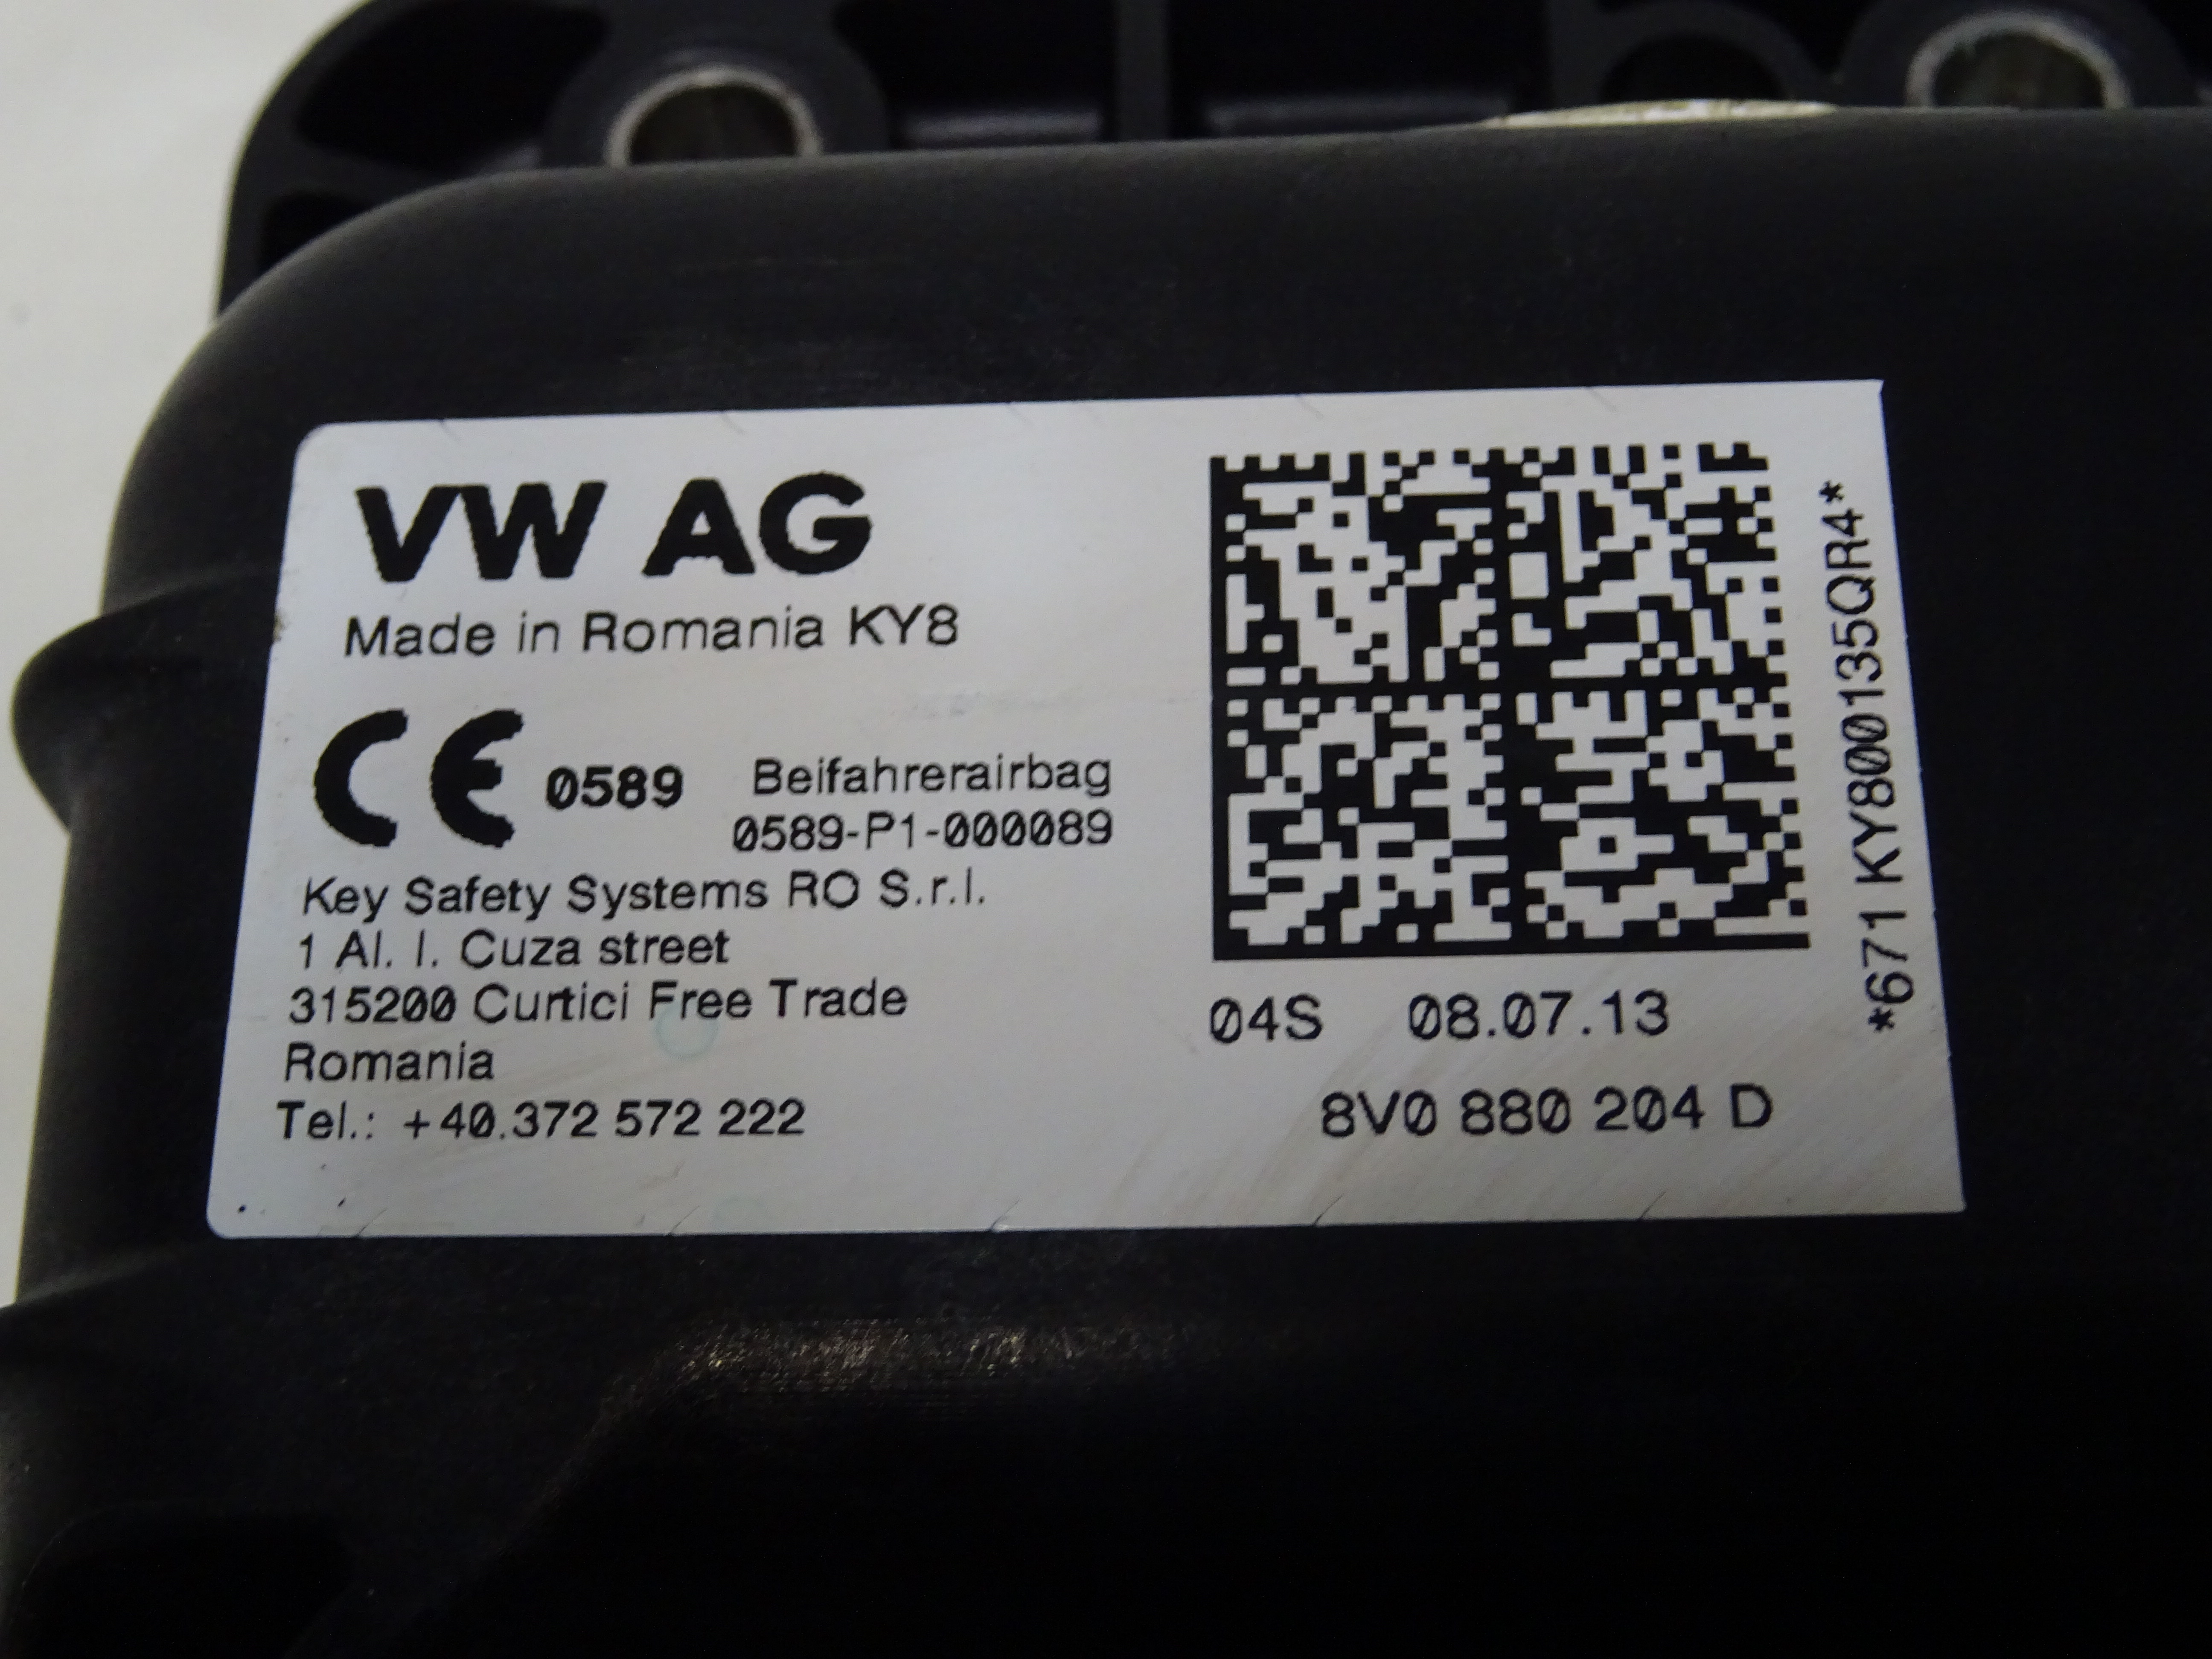 VW AG
Made in Romania KY8
CE 0589
Beifahrerairbag
0589-P1-000089
Key Safety Systems RO S.r.l.
1 Al. I. Cuza street
315200 Curtici Free Trade
Romania
Tel.: +40.372 572 222
04S 08.07.13
8V0 880 204 D
*671 KY800135QR4*